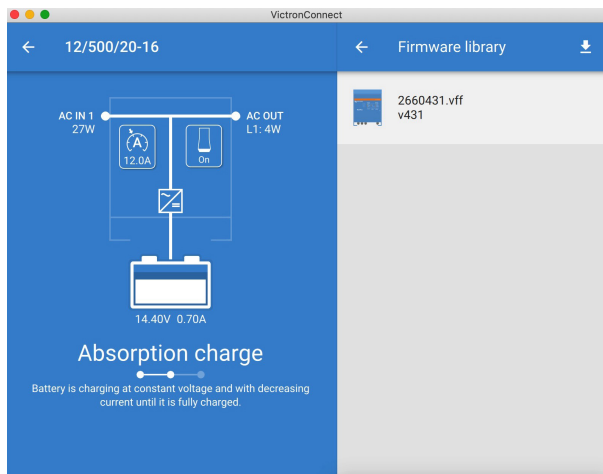 VictronConnect
12/500/20-16
AC IN 1
27W
AC OUT
L1: 4W
12.0A
A
On
14.40V 0.70A
Absorption charge
Battery is charging at constant voltage and with decreasing
current until it is fully charged.
Firmware library
2660431.vff
v431